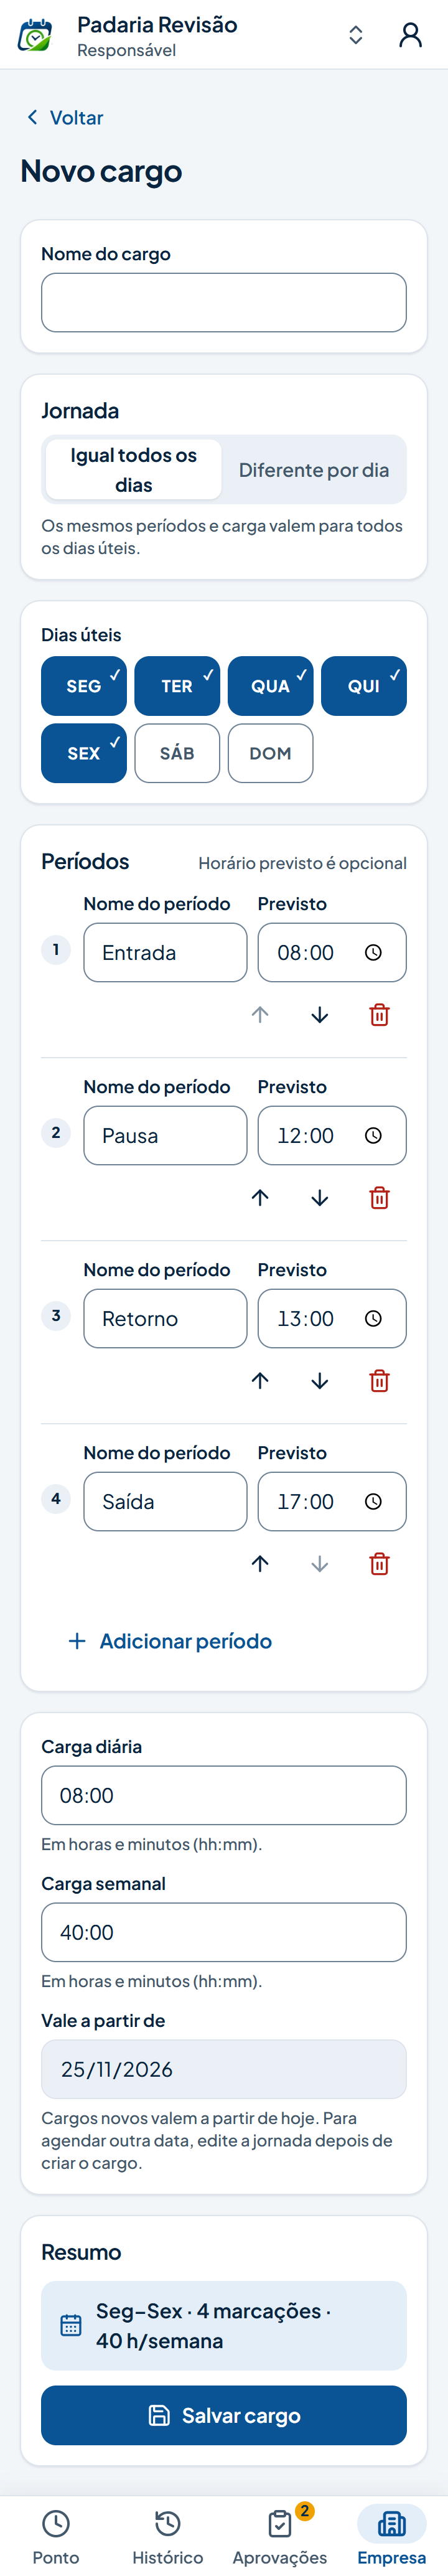 Padaria Revisão
Responsável
Voltar
Novo cargo
Nome do cargo
Jornada
Igual todos os
dias
Diferente por dia
Os mesmos períodos e carga valem para todos
os dias úteis.
Dias úteis
SEG
TER
QUA
QUI
SEX
SÁB
DOM
Períodos
Horário previsto é opcional
Nome do período
Previsto
1
Entrada
08:00
Nome do período
Previsto
2
Pausa
12:00
Nome do período
Previsto
3
Retorno
13:00
Nome do período
Previsto
4
Saída
17:00
Adicionar período
Carga diária
08:00
Em horas e minutos (hh:mm).
Carga semanal
40:00
Em horas e minutos (hh:mm).
Vale a partir de
25/11/2026
Cargos novos valem a partir de hoje. Para
agendar outra data, edite a jornada depois de
criar o cargo.
Resumo
Seg–Sex · 4 marcações ·
40 h/semana
Salvar cargo
2
Ponto
Histórico
Aprovações
Empresa